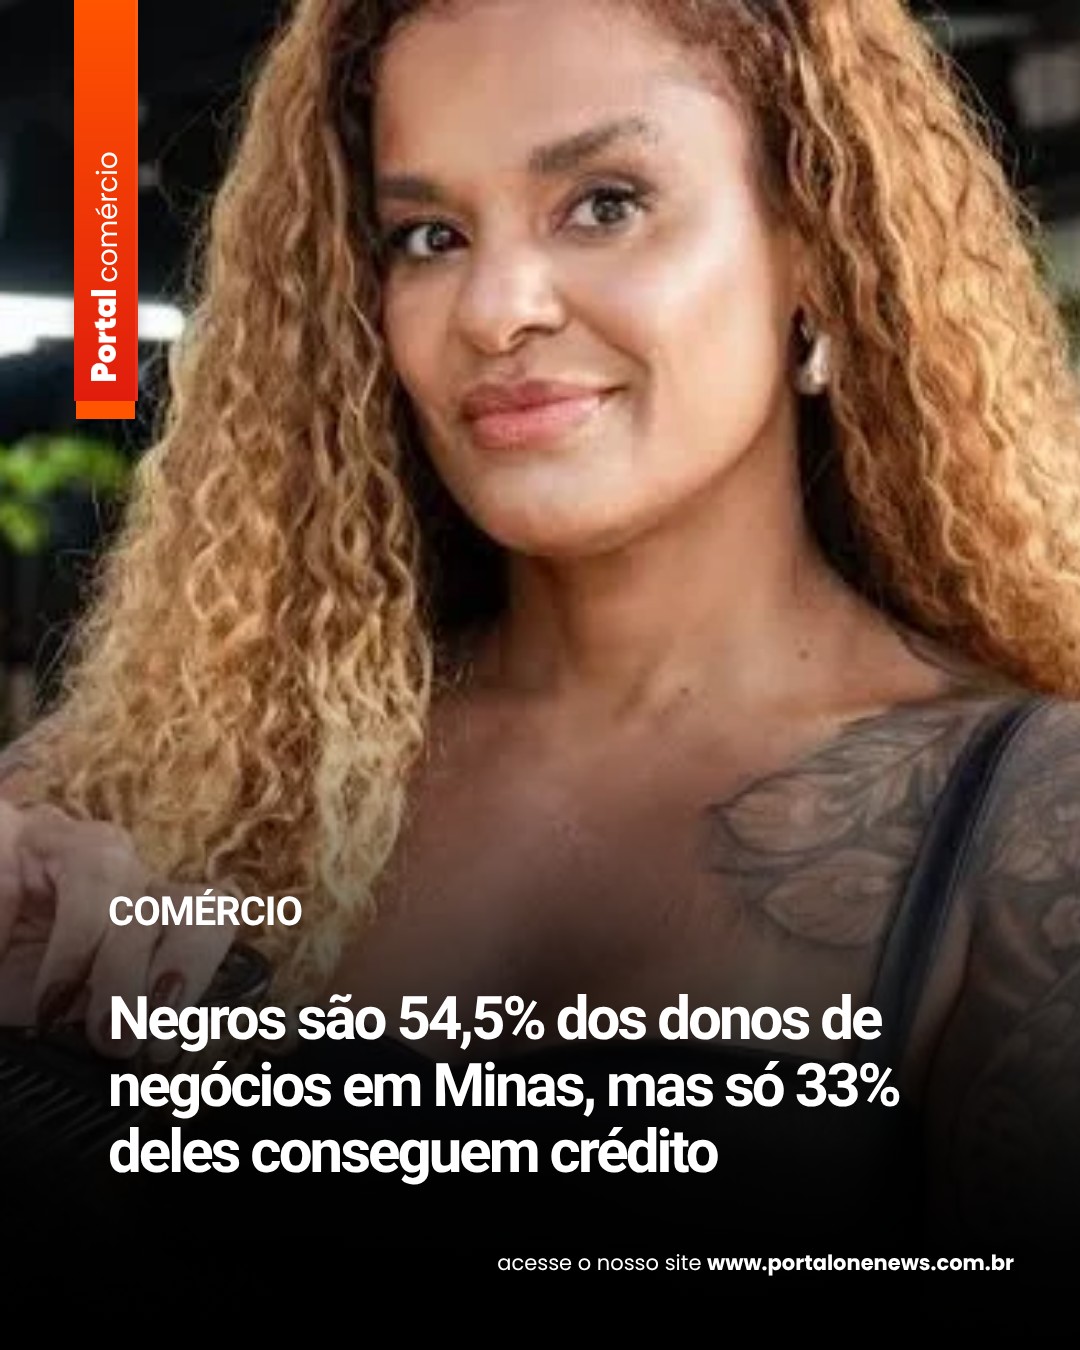 Portal comércio
COMÉRCIO
Negros são 54,5% dos donos de
negócios em Minas, mas só 33%
deles conseguem crédito
acesse o nosso site www.portalonenews.com.br